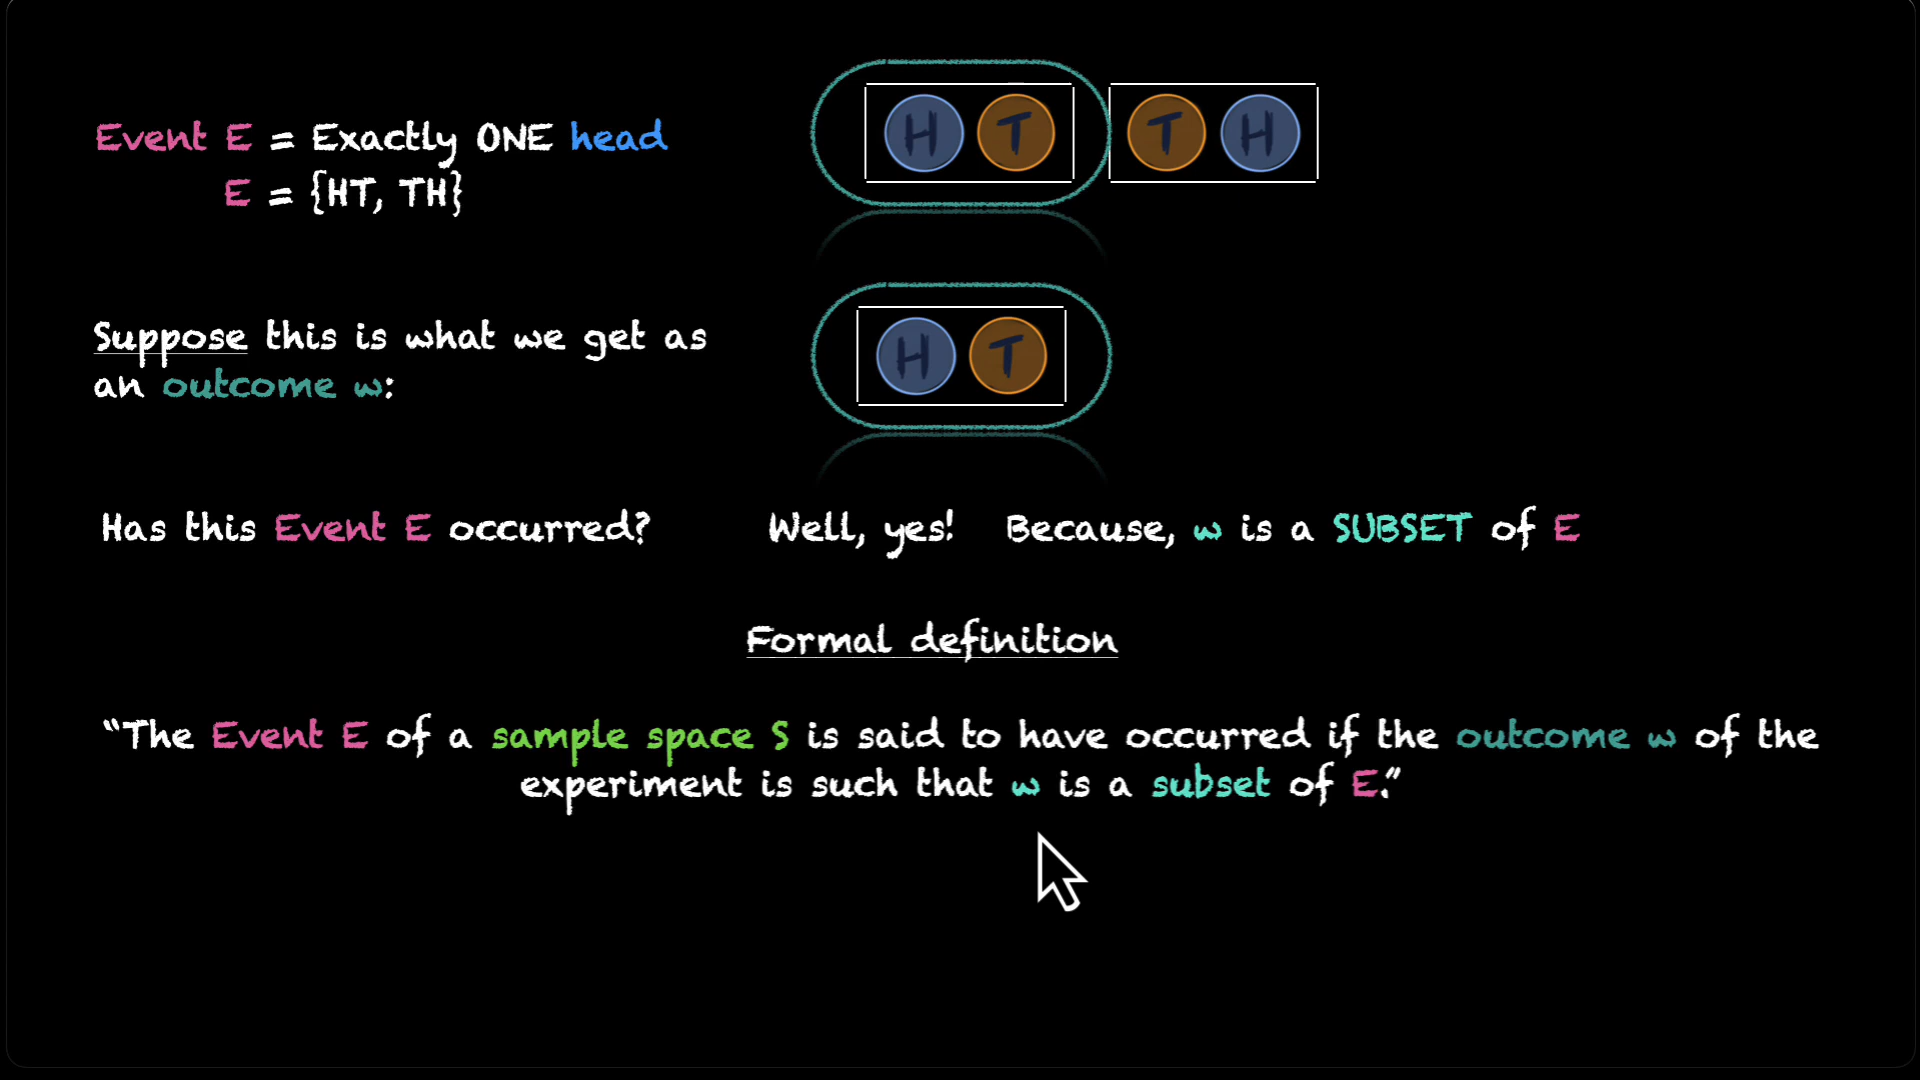 Event E = Exactly ONE head
E = {HT, TH}
H T T H
Suppose this is what we get as
an outcome w:
H T
Has this Event E occurred? Well, yes! Because, w is a SUBSET of E
Formal definition
“The Event E of a sample space S is said to have occurred if the outcome w of the
experiment is such that w is a subset of E.”